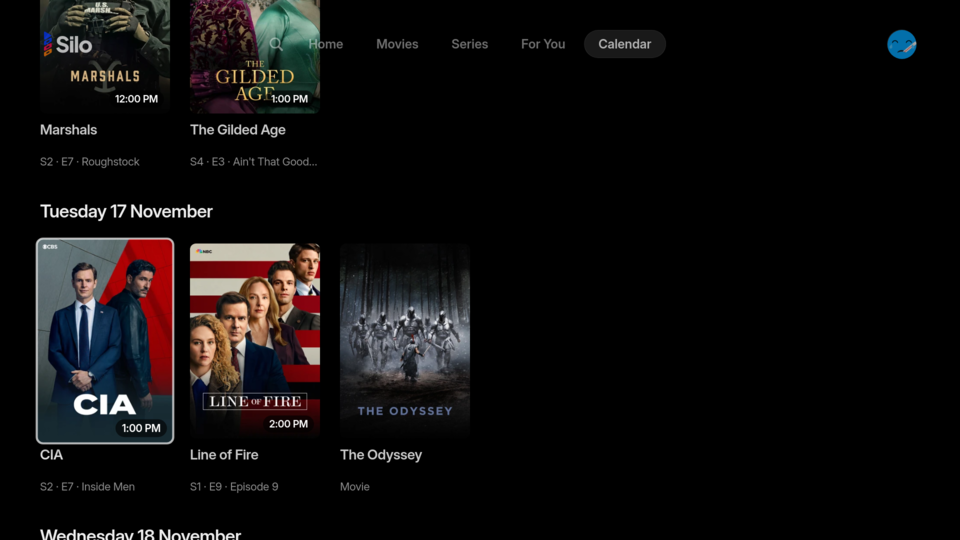 U.S.
MARSHAL
Silo
Home
Movies
Series
For You
Calendar
MARSHALS
12:00 PM
THE
GILDED
AGE
1:00 PM
Marshals
The Gilded Age
S2 · E7 · Roughstock
S4 · E3 · Ain't That Good...
Tuesday 17 November
CBS
CIA
1:00 PM
NBC
LINE OF FIRE
2:00 PM
THE ODYSSEY
CIA
Line of Fire
The Odyssey
S2 · E7 · Inside Men
S1 · E9 · Episode 9
Movie
Wednesday 18 November